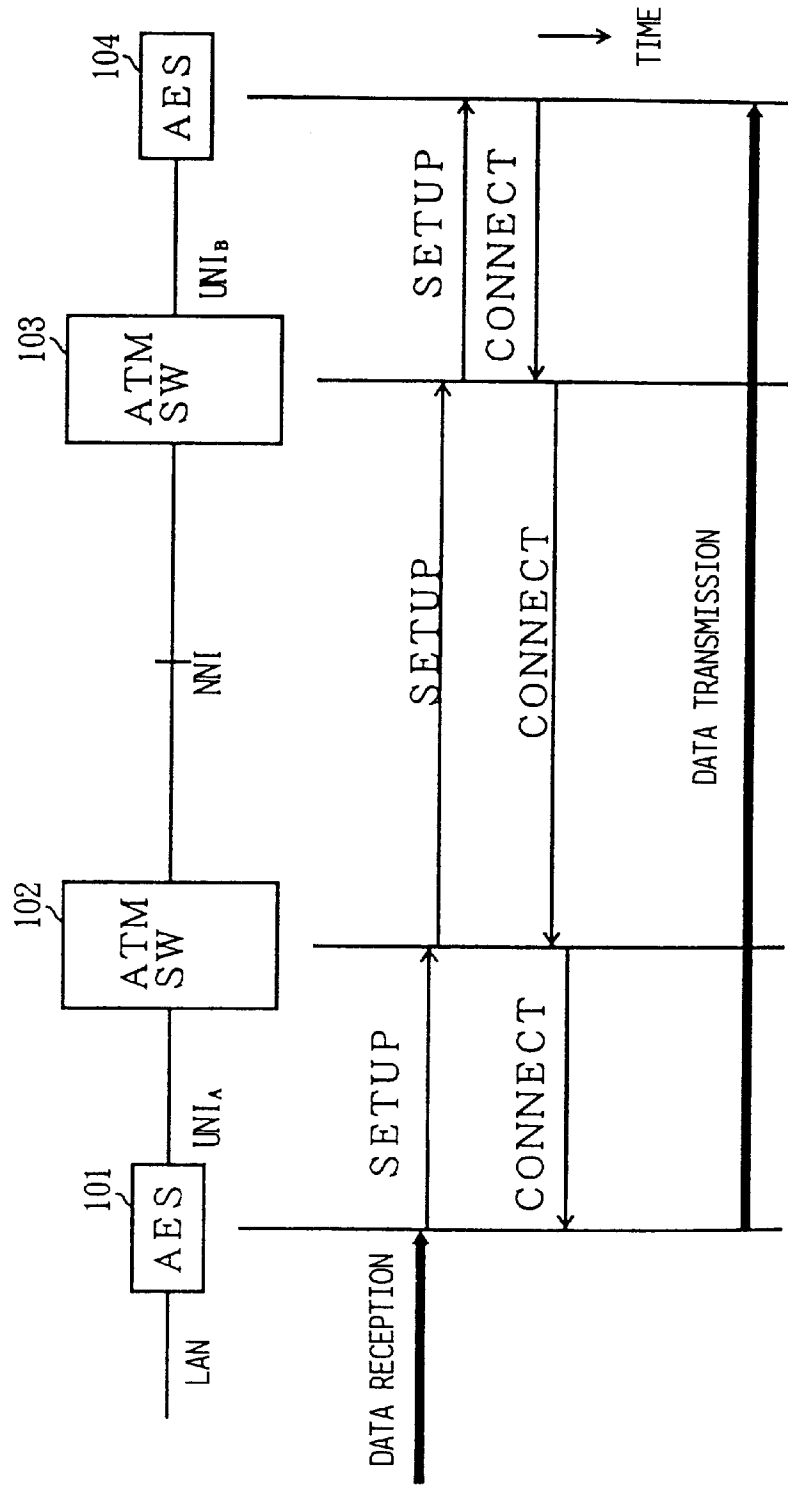 LAN
101
AES
UNIA
102
ATM
SW
NNI
103
ATM
SW
UNIB
104
AES
DATA RECEPTION
SETUP
SETUP
SETUP
CONNECT
CONNECT
CONNECT
DATA TRANSMISSION
TIME